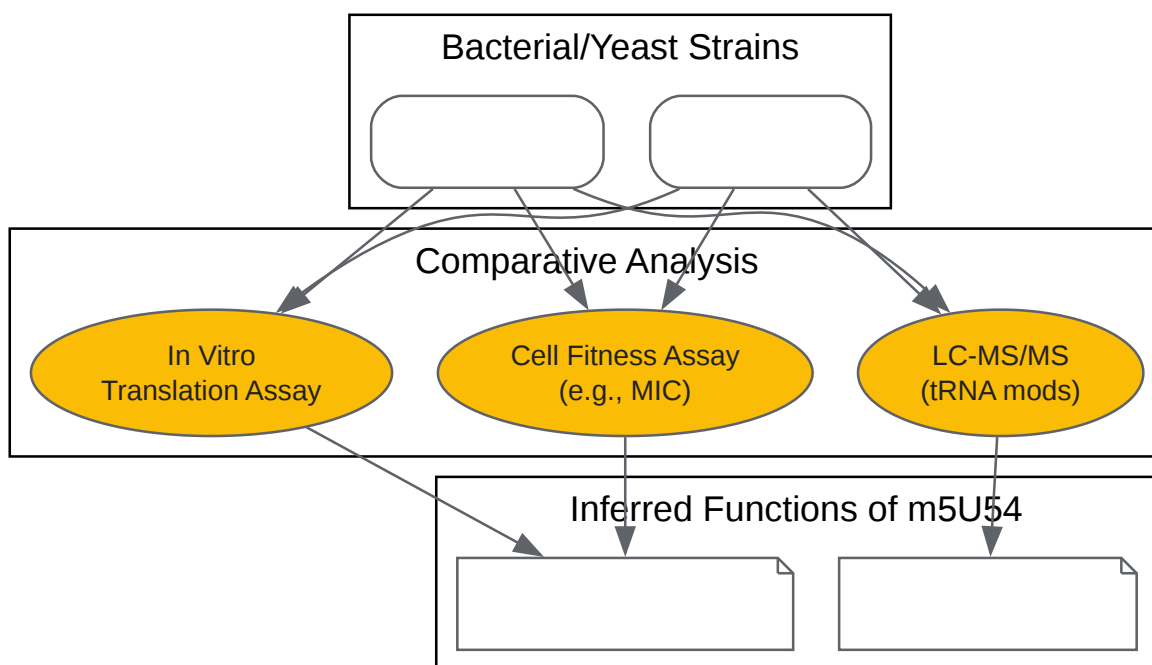 Bacterial/Yeast Strains
Comparative Analysis
In Vitro
Translation Assay
Cell Fitness Assay
(e.g., MIC)
LC-MS/MS
(tRNA mods)
Inferred Functions of m5U54